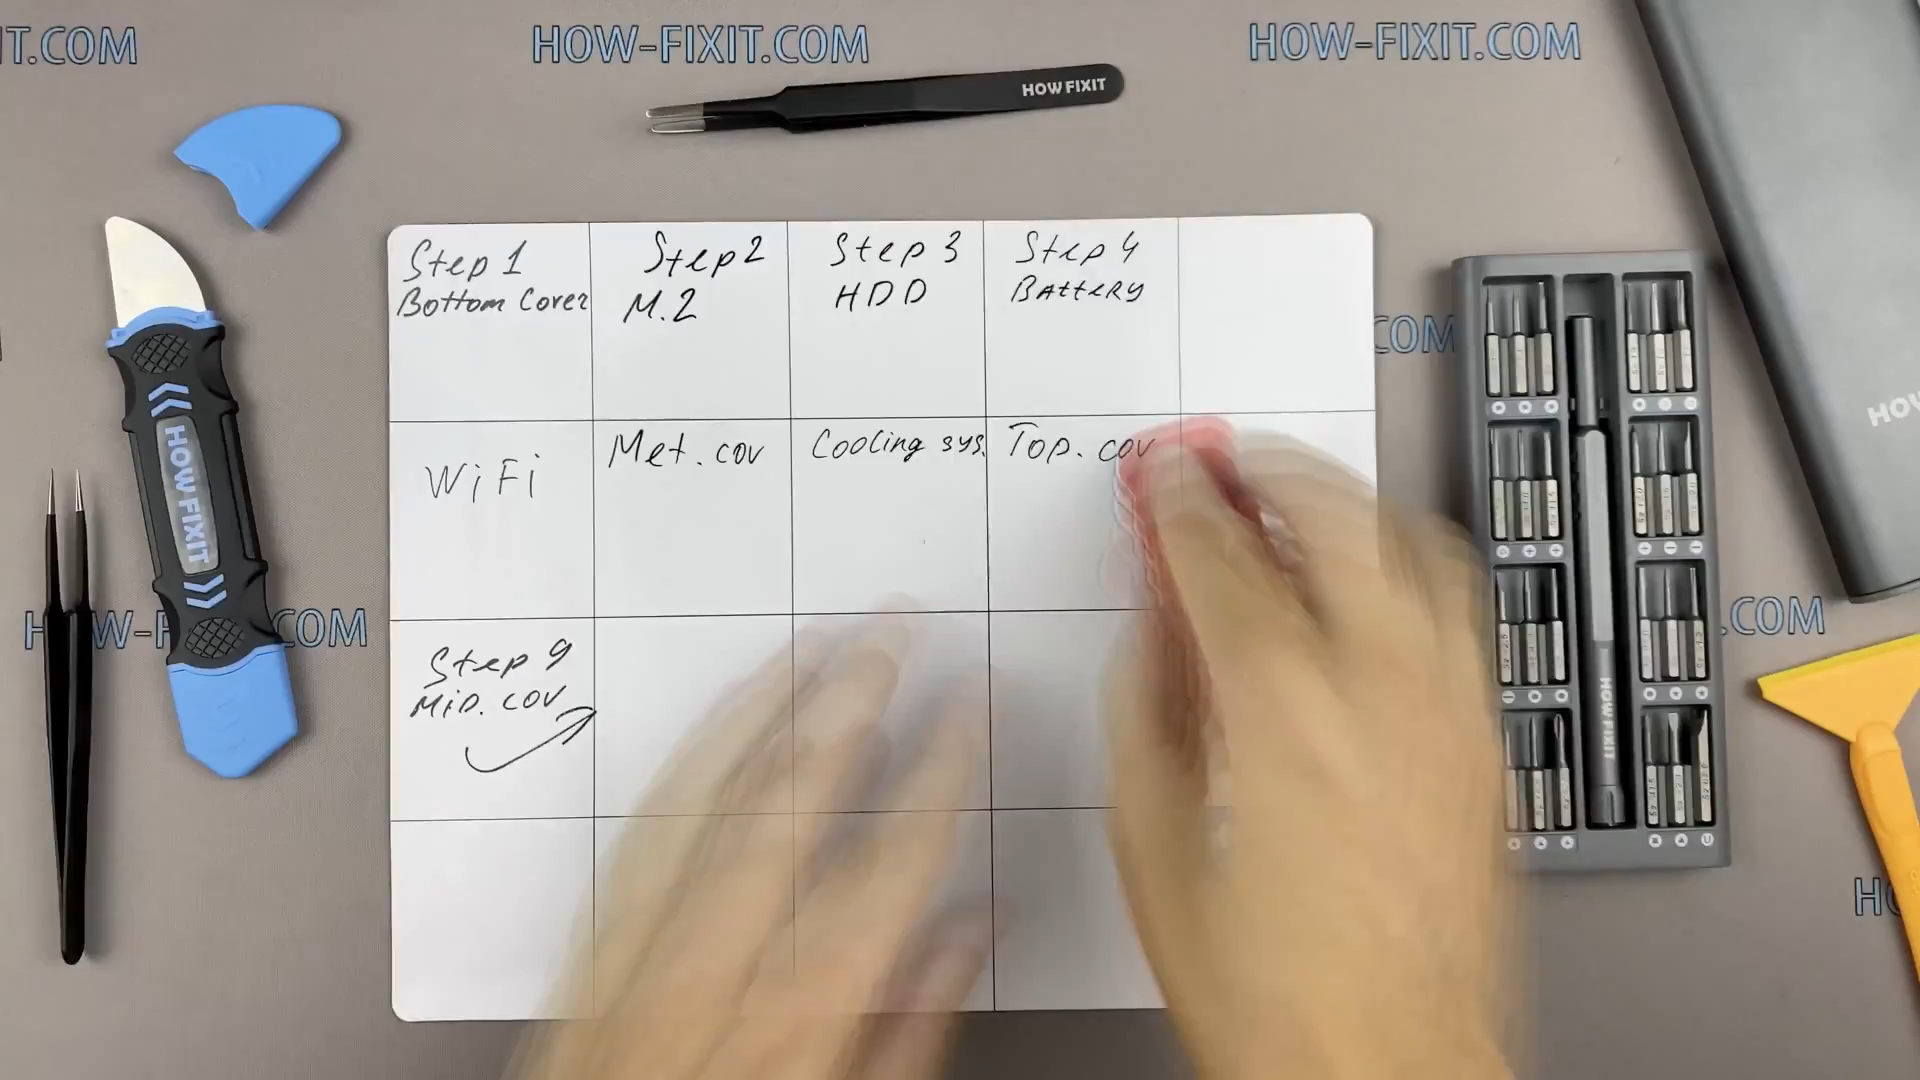 IT.COM
HOW-FIXIT.COM
HOW-FIXIT.COM
HOW FIXIT
Step 1
Bottom Cover
Step 2
M.2
Step 3
HDD
Step 4
Battery
WiFi
Met. cov
Cooling sys.
Top. cov
Step 9
Mid. cov
HOW FIXIT
HOW FIXIT
COM
COM
COM
HOW